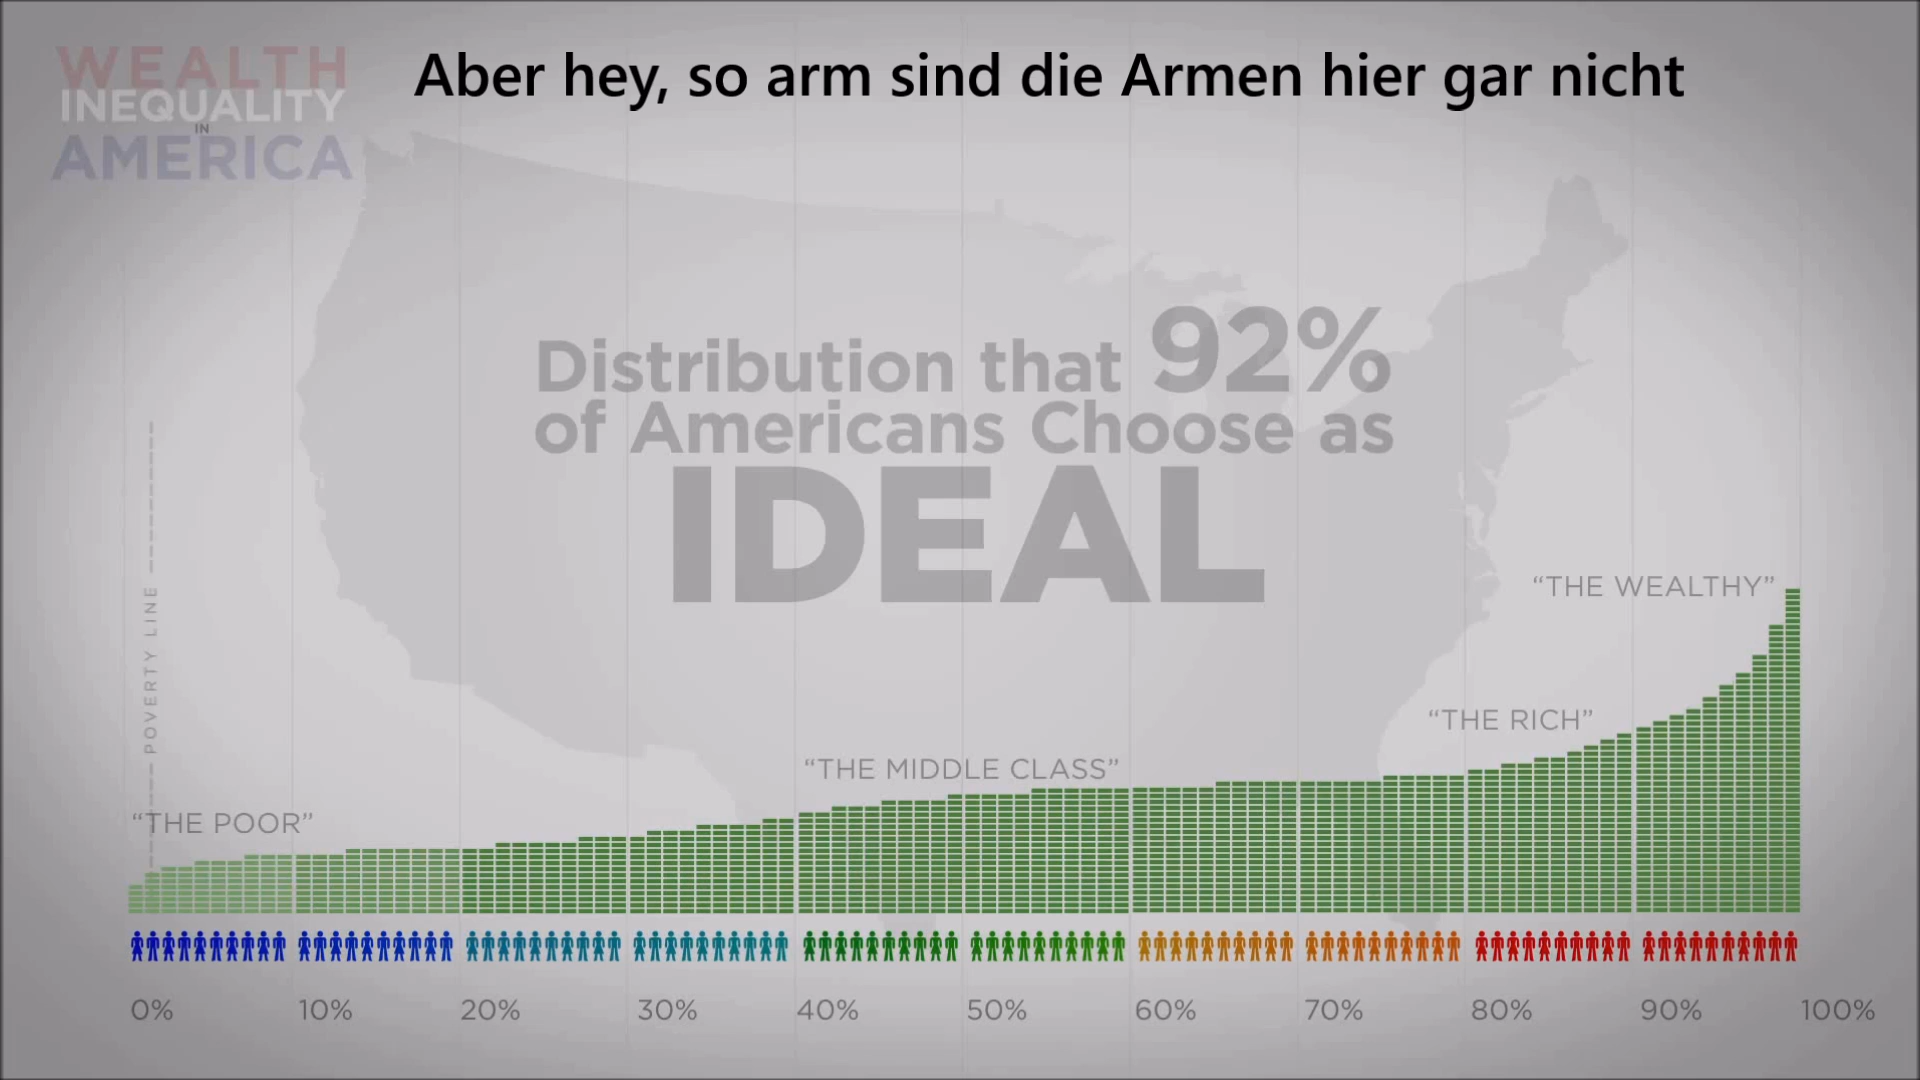 WEALTH
INEQUALITY
IN
AMERICA
Aber hey, so arm sind die Armen hier gar nicht
Distribution that 92%
of Americans Choose as
IDEAL
POVERTY LINE
“THE POOR”
“THE MIDDLE CLASS”
“THE RICH”
“THE WEALTHY”
0% 10% 20% 30% 40% 50% 60% 70% 80% 90% 100%